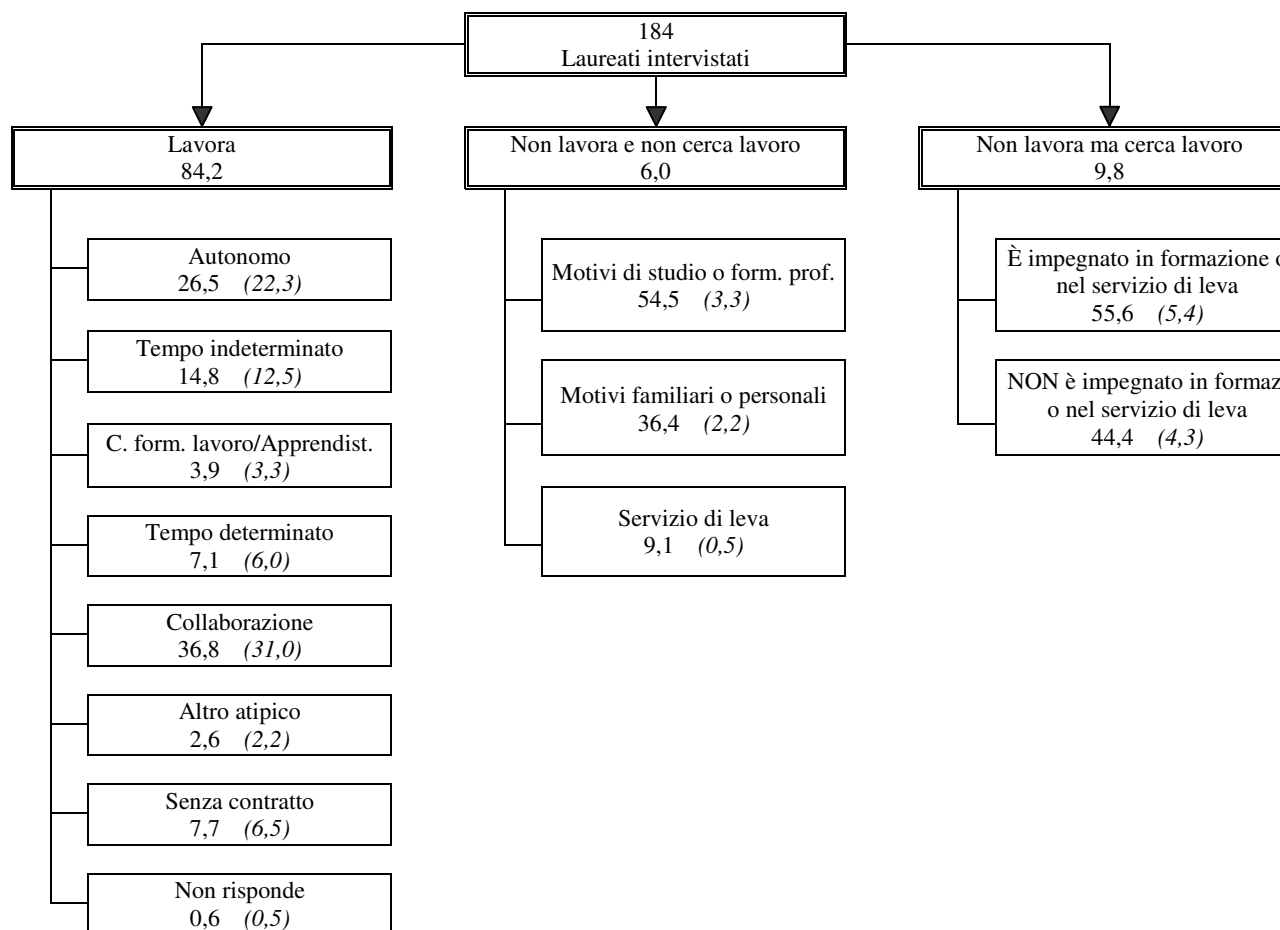 184
Laureati intervistati
Lavora
84,2
Autonomo
26,5 (22,3)
Tempo indeterminato
14,8 (12,5)
C. form. lavoro/Apprendist.
3,9 (3,3)
Tempo determinato
7,1 (6,0)
Collaborazione
36,8 (31,0)
Altro atipico
2,6 (2,2)
Senza contratto
7,7 (6,5)
Non risponde
0,6 (0,5)
Non lavora e non cerca lavoro
6,0
Motivi di studio o form. prof.
54,5 (3,3)
Motivi familiari o personali
36,4 (2,2)
Servizio di leva
9,1 (0,5)
Non lavora ma cerca lavoro
9,8
È impegnato in formazione o
nel servizio di leva
55,6 (5,4)
NON è impegnato in formaz
o nel servizio di leva
44,4 (4,3)